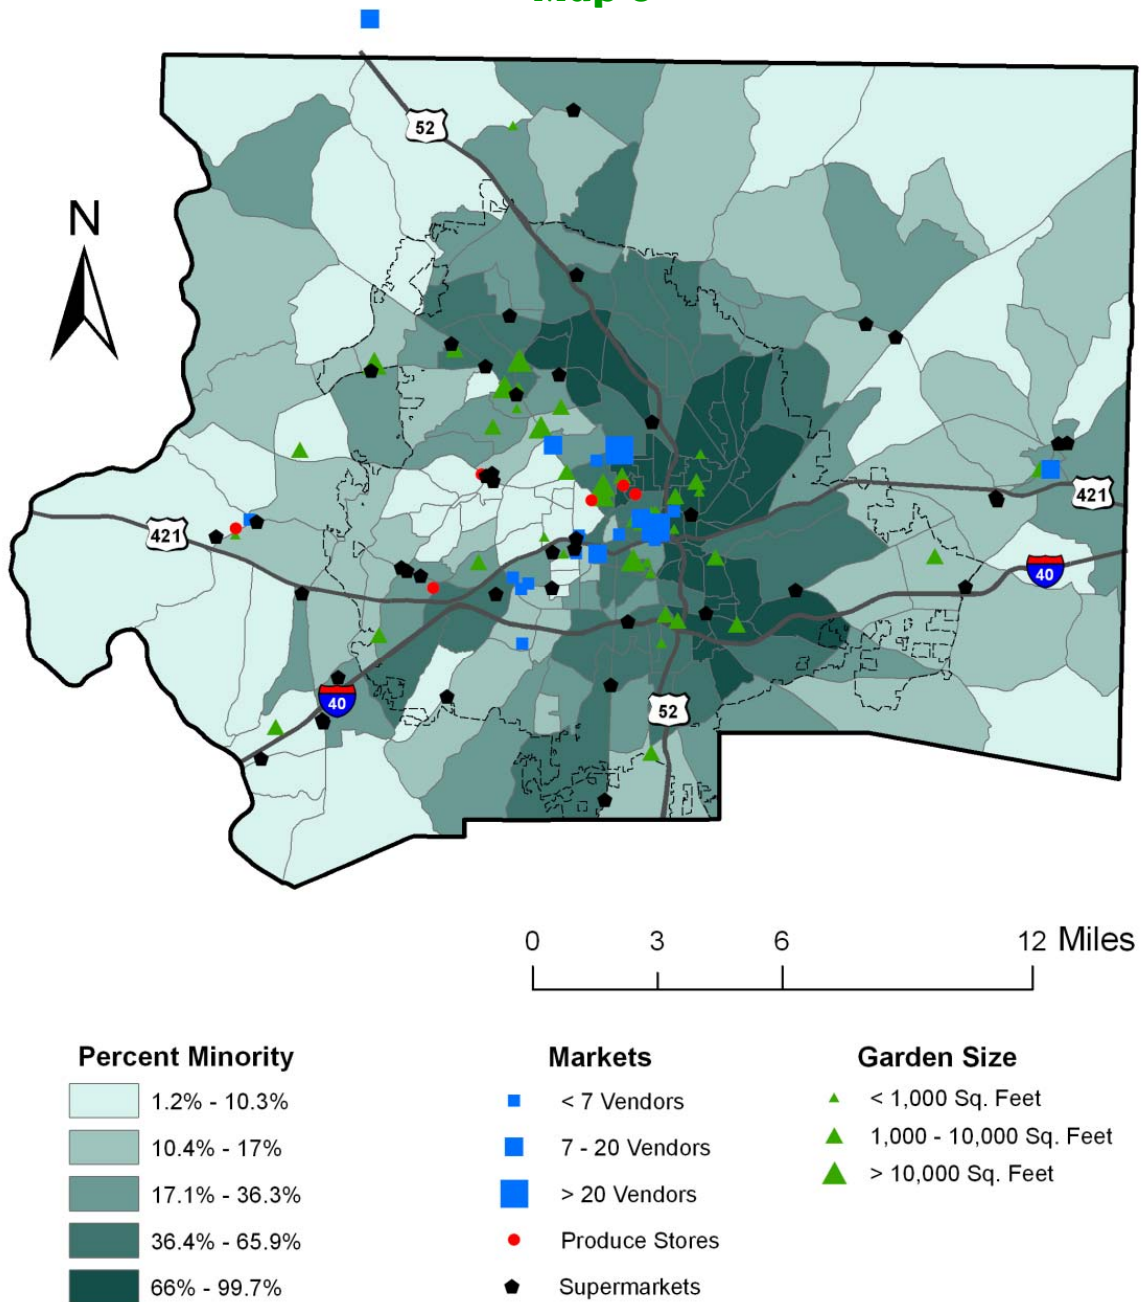 52
N
421
421
40
40
52
0 3 6 12 Miles
Percent Minority
1.2% - 10.3%
10.4% - 17%
17.1% - 36.3%
36.4% - 65.9%
66% - 99.7%
Markets
< 7 Vendors
7 - 20 Vendors
> 20 Vendors
Produce Stores
Supermarkets
Garden Size
< 1,000 Sq. Feet
1,000 - 10,000 Sq. Feet
> 10,000 Sq. Feet